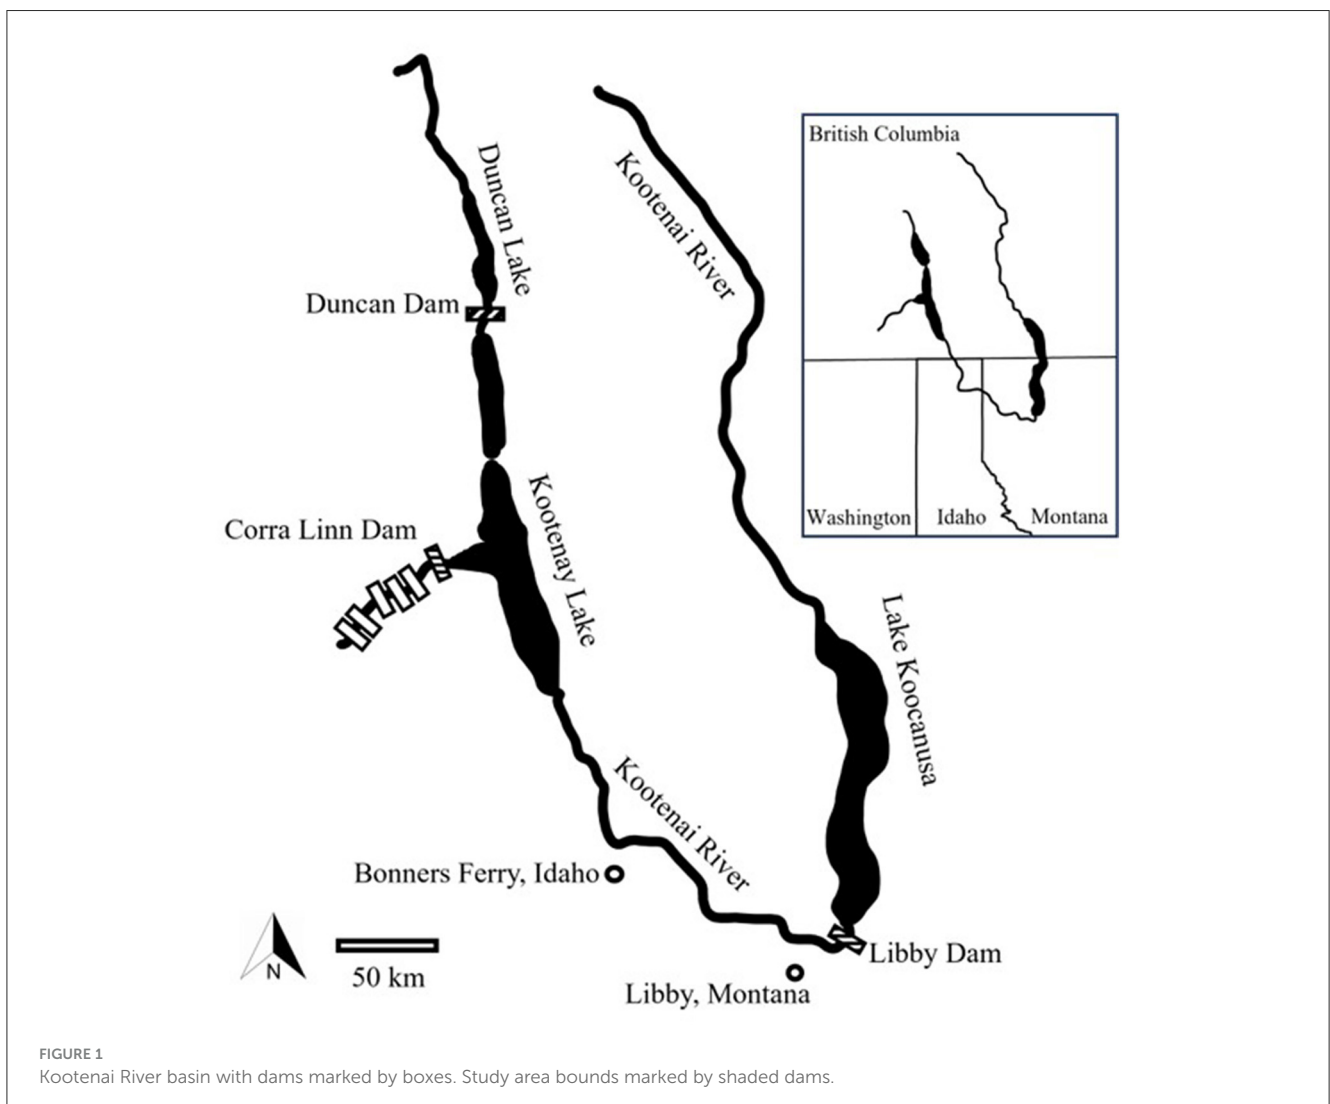 Duncan Lake
Kootenai River
British Columbia
Duncan Dam
Washington
Idaho
Montana
Corra Linn Dam
Kootenay Lake
Lake Koocanusa
Kootenai River
Bonners Ferry, Idaho
N
50 km
Libby Dam
Libby, Montana
FIGURE 1
Kootenai River basin with dams marked by boxes. Study area bounds marked by shaded dams.